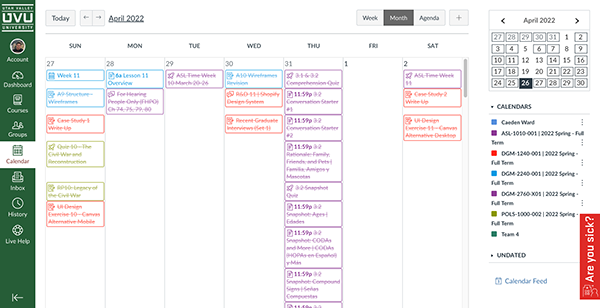 UTAH VALLEY
UVU
UNIVERSITY
Account
Dashboard
Courses
Groups
Calendar
Inbox
History
Live Help
Today
April 2022
Week
Month
Agenda
+
SUN
MON
TUE
WED
THU
FRI
SAT
27
28
29
30
31
1
2
Week 11
A9 Structure -
Wireframes
Case Study 1
Write Up
Quiz 10 - The
Civil War and
Reconstruction
RP10: Legacy of
the Civil War
UI Design
Exercise 10 - Canvas
Alternative Mobile
6a Lesson 11
Overview
For Hearing
People Only (FHPO)
Ch 74, 75, 79, 80
ASL Time Week
10 March 20-26
A10 Wireframes
Revision
R&D 11: Shopify
Design System
Recent Graduate
Interviews (Set 1)
3.1 & 3.2
Comprehension Quiz
11:59p 3.2
Conversation Starter
#1
11:59p 3.2
Conversation Starter
#2
11:59p 3.2
Rationale: Family,
Friends, and Pets |
Familia, Amigos y
Mascotas
3.2 Snapshot
Quiz
11:59p 3.2
Snapshot: Ages |
Edades
11:59p 3.2
Snapshot: CODAs
and More | CODAs
(HOPAs en Español)
y Más
11:59p 3.2
Snapshot: Compound
Signs | Señas
Compuestas
11:59p 3.2
ASL Time Week
11
Case Study 2
Write Up
UI Design
Exercise 11 - Canvas
Alternative Desktop
April 2022
27 28 29 30 31 1 2
3 4 5 6 7 8 9
10 11 12 13 14 15 16
17 18 19 20 21 22 23
24 25 26 27 28 29 30
CALENDARS
Caeden Ward
ASL-1010-001 | 2022 Spring -
Full Term
DGM-1240-001 | 2022 Spring -
Full Term
DGM-2240-001 | 2022 Spring -
Full Term
DGM-2760-X01 | 2022 Spring -
Full Term
POLS-1000-002 | 2022 Spring -
Full Term
Team 4
UNDATED
Calendar Feed
Are you sick?